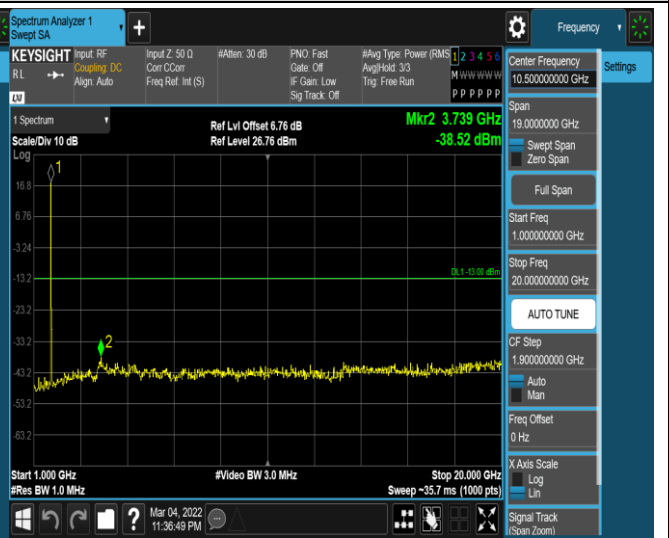 Spectrum Analyzer 1
Swept SA
Frequency
KEYSIGHT
RL
Input: RF
Coupling: DC
Align: Auto
Input Z: 50 Ω
Corr CCorr
Freq Ref: Int (S)
#Atten: 30 dB
PNO: Fast
Gate: Off
IF Gain: Low
Sig Track: Off
#Avg Type: Power (RMS
Avg|Hold: 3/3
Trig: Free Run
1 2 3 4 5 6
M W W W W W
P P P P P P
LXI
1 Spectrum
Scale/Div 10 dB
Log
Ref Lvl Offset 6.76 dB
Ref Level 26.76 dBm
Mkr2 3.739 GHz
-38.52 dBm
1
16.8
6.76
-3.24
-13.2
DL1 -13.00 dBm
-23.2
-33.2
2
-43.2
-53.2
-63.2
Start 1.000 GHz
#Res BW 1.0 MHz
#Video BW 3.0 MHz
Stop 20.000 GHz
Sweep ~35.7 ms (1000 pts)
Mar 04, 2022
11:36:49 PM
Center Frequency
10.500000000 GHz
Span
19.0000000 GHz
Swept Span
Zero Span
Full Span
Start Freq
1.000000000 GHz
Stop Freq
20.000000000 GHz
AUTO TUNE
CF Step
1.900000000 GHz
Auto
Man
Freq Offset
0 Hz
X Axis Scale
Log
Lin
Signal Track
(Span Zoom)
Settings